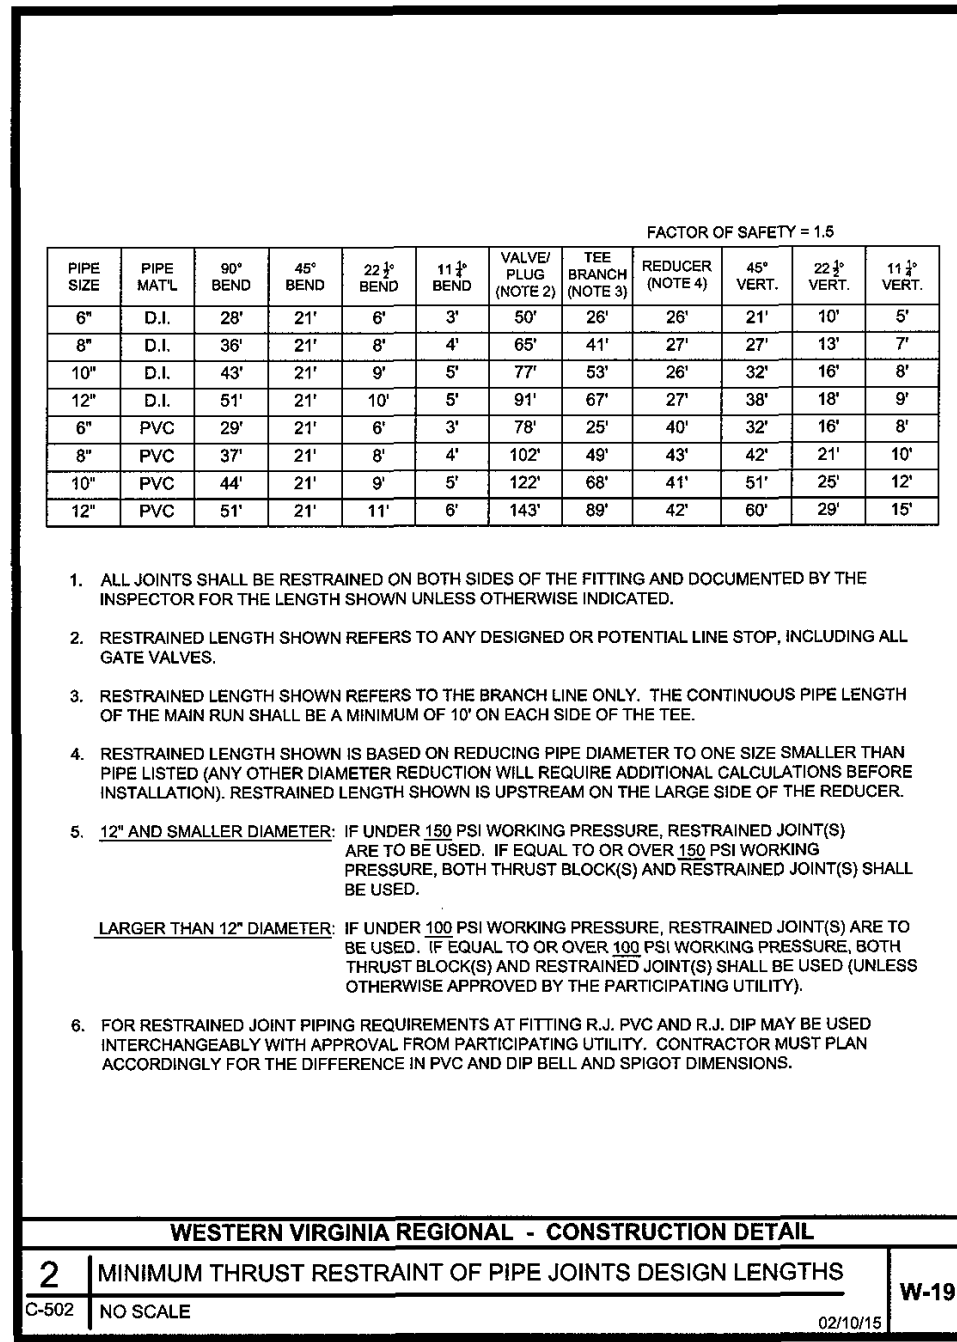 FACTOR OF SAFETY = 1.5
PIPE SIZE PIPE MAT'L 90° BEND 45° BEND 22 ½° BEND 11 ¼° BEND VALVE/ PLUG (NOTE 2) TEE BRANCH (NOTE 3) REDUCER (NOTE 4) 45° VERT. 22 ½° VERT. 11 ¼° VERT.
6" D.I. 28' 21' 6' 3' 50' 26' 26' 21' 10' 5'
8" D.I. 36' 21' 8' 4' 65' 41' 27' 27' 13' 7'
10" D.I. 43' 21' 9' 5' 77' 53' 26' 32' 16' 8'
12" D.I. 51' 21' 10' 5' 91' 67' 27' 38' 18' 9'
6" PVC 29' 21' 6' 3' 78' 25' 40' 32' 16' 8'
8" PVC 37' 21' 8' 4' 102' 49' 43' 42' 21' 10'
10" PVC 44' 21' 9' 5' 122' 68' 41' 51' 25' 12'
12" PVC 51' 21' 11' 6' 143' 89' 42' 60' 29' 15'
1. ALL JOINTS SHALL BE RESTRAINED ON BOTH SIDES OF THE FITTING AND DOCUMENTED BY THE
INSPECTOR FOR THE LENGTH SHOWN UNLESS OTHERWISE INDICATED.
2. RESTRAINED LENGTH SHOWN REFERS TO ANY DESIGNED OR POTENTIAL LINE STOP, INCLUDING ALL
GATE VALVES.
3. RESTRAINED LENGTH SHOWN REFERS TO THE BRANCH LINE ONLY. THE CONTINUOUS PIPE LENGTH
OF THE MAIN RUN SHALL BE A MINIMUM OF 10' ON EACH SIDE OF THE TEE.
4. RESTRAINED LENGTH SHOWN IS BASED ON REDUCING PIPE DIAMETER TO ONE SIZE SMALLER THAN
PIPE LISTED (ANY OTHER DIAMETER REDUCTION WILL REQUIRE ADDITIONAL CALCULATIONS BEFORE
INSTALLATION). RESTRAINED LENGTH SHOWN IS UPSTREAM ON THE LARGE SIDE OF THE REDUCER.
5. 12" AND SMALLER DIAMETER: IF UNDER 150 PSI WORKING PRESSURE, RESTRAINED JOINT(S)
ARE TO BE USED. IF EQUAL TO OR OVER 150 PSI WORKING
PRESSURE, BOTH THRUST BLOCK(S) AND RESTRAINED JOINT(S) SHALL
BE USED.
LARGER THAN 12" DIAMETER: IF UNDER 100 PSI WORKING PRESSURE, RESTRAINED JOINT(S) ARE TO
BE USED. IF EQUAL TO OR OVER 100 PSI WORKING PRESSURE, BOTH
THRUST BLOCK(S) AND RESTRAINED JOINT(S) SHALL BE USED (UNLESS
OTHERWISE APPROVED BY THE PARTICIPATING UTILITY).
6. FOR RESTRAINED JOINT PIPING REQUIREMENTS AT FITTING R.J. PVC AND R.J. DIP MAY BE USED
INTERCHANGEABLY WITH APPROVAL FROM PARTICIPATING UTILITY. CONTRACTOR MUST PLAN
ACCORDINGLY FOR THE DIFFERENCE IN PVC AND DIP BELL AND SPIGOT DIMENSIONS.
WESTERN VIRGINIA REGIONAL - CONSTRUCTION DETAIL
2 MINIMUM THRUST RESTRAINT OF PIPE JOINTS DESIGN LENGTHS
W-19
C-502 NO SCALE
02/10/15